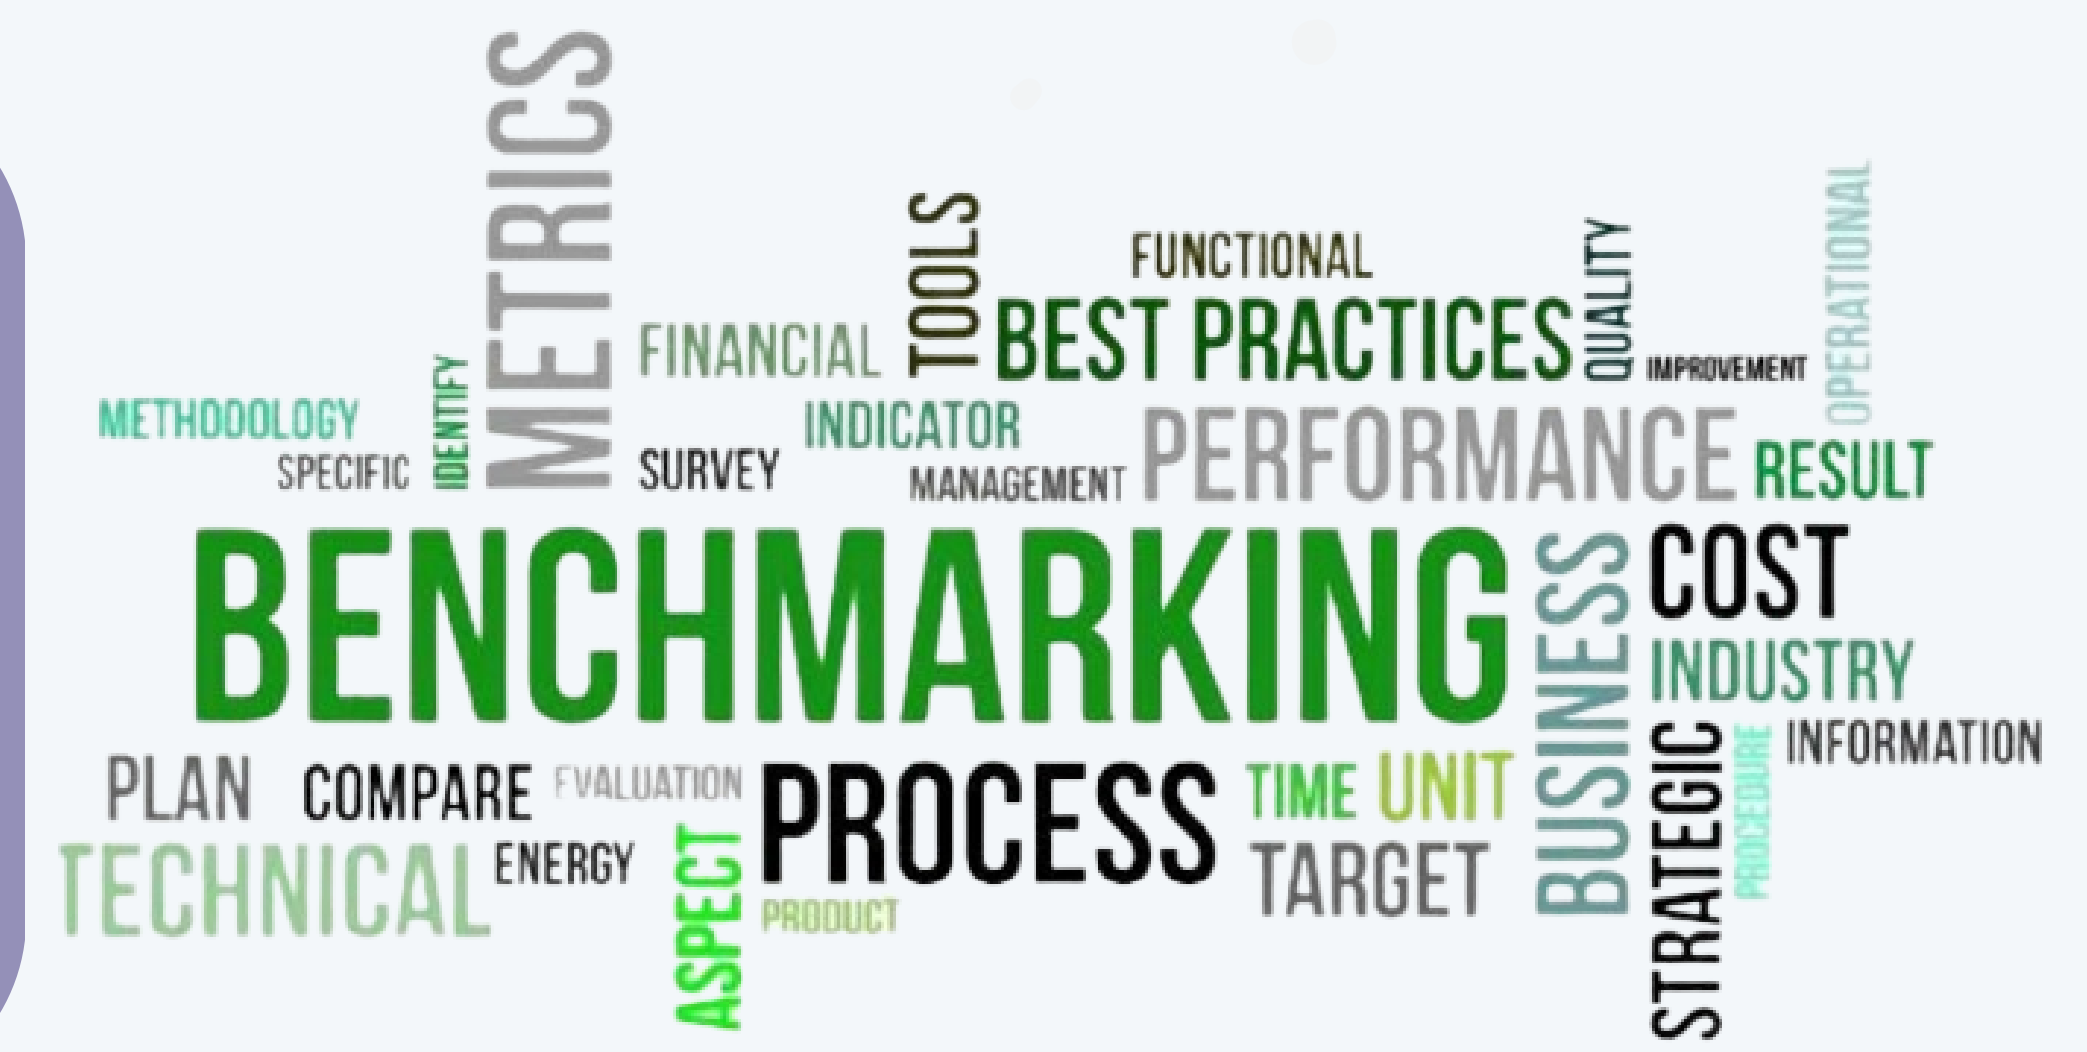 METRICS
TOOLS
FUNCTIONAL
QUALITY
OPERATIONAL
BEST PRACTICES
FINANCIAL
IDENTIFY
IMPROVEMENT
METHODOLOGY
INDICATOR
PERFORMANCE
SPECIFIC
SURVEY
MANAGEMENT
RESULT
BENCHMARKING
BUSINESS
COST
INDUSTRY
STRATEGIC
PROCEDURE
INFORMATION
PLAN
COMPARE
EVALUATION
PROCESS
TIME
UNIT
TECHNICAL
ENERGY
ASPECT
TARGET
PRODUCT